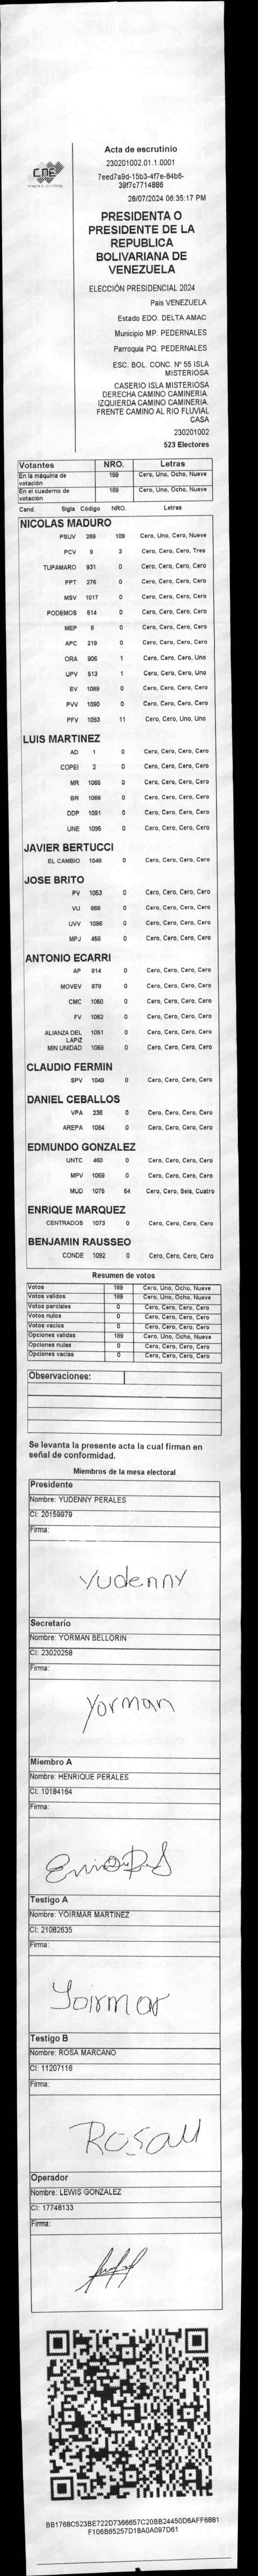 Acta de escrutinio
230201002.01.1.0001
7eed7a9d-15b3-4f7e-84b6-
39f7c7714886
28/07/2024 06:35:17 PM
CNE
PRESIDENTA O
PRESIDENTE DE LA
REPUBLICA
BOLIVARIANA DE
VENEZUELA
ELECCIÓN PRESIDENCIAL 2024
Pais VENEZUELA
Estado EDO. DELTA AMAC
Municipio MP. PEDERNALES
Parroquia PQ. PEDERNALES
ESC. BOL. CONC. Nº 55 ISLA
MISTERIOSA
CASERIO ISLA MISTERIOSA
DERECHA CAMINO CAMINERIA.
IZQUIERDA CAMINO CAMINERIA.
FRENTE CAMINO AL RIO FLUVIAL
CASA
230201002
523 Electores
Votantes NRO. Letras
En la máquina de votación 189 Cero, Uno, Ocho, Nueve
En el cuaderno de votación 189 Cero, Uno, Ocho, Nueve
Cand. Sigla Código NRO. Letras
NICOLAS MADURO
PSUV 269 109 Cero, Uno, Cero, Nueve
PCV 9 3 Cero, Cero, Cero, Tres
TUPAMARO 931 0 Cero, Cero, Cero, Cero
PPT 276 0 Cero, Cero, Cero, Cero
MSV 1017 0 Cero, Cero, Cero, Cero
PODEMOS 514 0 Cero, Cero, Cero, Cero
MEP 6 0 Cero, Cero, Cero, Cero
APC 219 0 Cero, Cero, Cero, Cero
ORA 906 1 Cero, Cero, Cero, Uno
UPV 513 1 Cero, Cero, Cero, Uno
EV 1089 0 Cero, Cero, Cero, Cero
PVV 1090 0 Cero, Cero, Cero, Cero
PFV 1093 11 Cero, Cero, Uno, Uno
LUIS MARTINEZ
AD 1 0 Cero, Cero, Cero, Cero
COPEI 2 0 Cero, Cero, Cero, Cero
MR 1065 0 Cero, Cero, Cero, Cero
BR 1066 0 Cero, Cero, Cero, Cero
DDP 1091 0 Cero, Cero, Cero, Cero
UNE 1095 0 Cero, Cero, Cero, Cero
JAVIER BERTUCCI
EL CAMBIO 1048 0 Cero, Cero, Cero, Cero
JOSE BRITO
PV 1053 0 Cero, Cero, Cero, Cero
VU 868 0 Cero, Cero, Cero, Cero
UVV 1096 0 Cero, Cero, Cero, Cero
MPJ 458 0 Cero, Cero, Cero, Cero
ANTONIO ECARRI
AP 814 0 Cero, Cero, Cero, Cero
MOVEV 878 0 Cero, Cero, Cero, Cero
CMC 1050 0 Cero, Cero, Cero, Cero
FV 1062 0 Cero, Cero, Cero, Cero
ALIANZA DEL LAPIZ 1051 0 Cero, Cero, Cero, Cero
MIN UNIDAD 1068 0 Cero, Cero, Cero, Cero
CLAUDIO FERMIN
SPV 1049 0 Cero, Cero, Cero, Cero
DANIEL CEBALLOS
VPA 236 0 Cero, Cero, Cero, Cero
AREPA 1094 0 Cero, Cero, Cero, Cero
EDMUNDO GONZALEZ
UNTC 460 0 Cero, Cero, Cero, Cero
MPV 1069 0 Cero, Cero, Cero, Cero
MUD 1075 64 Cero, Cero, Seis, Cuatro
ENRIQUE MARQUEZ
CENTRADOS 1073 0 Cero, Cero, Cero, Cero
BENJAMIN RAUSSEO
CONDE 1092 0 Cero, Cero, Cero, Cero
Resumen de votos
Votos 189 Cero, Uno, Ocho, Nueve
Votos validos 189 Cero, Uno, Ocho, Nueve
Votos parciales 0 Cero, Cero, Cero, Cero
Votos nulos 0 Cero, Cero, Cero, Cero
Votos vacios 0 Cero, Cero, Cero, Cero
Opciones validas 189 Cero, Uno, Ocho, Nueve
Opciones nulas 0 Cero, Cero, Cero, Cero
Opciones vacias 0 Cero, Cero, Cero, Cero
Observaciones:
Se levanta la presente acta la cual firman en
señal de conformidad.
Miembros de la mesa electoral
Presidente
Nombre: YUDENNY PERALES
CI: 20159979
Firma:
Yudenny
Secretario
Nombre: YORMAN BELLORIN
CI: 23020258
Firma:
Yorman
Miembro A
Nombre: HENRIQUE PERALES
CI: 10184164
Firma:
Testigo A
Nombre: YOIRMAR MARTINEZ
CI: 21082635
Firma:
Yoirmar
Testigo B
Nombre: ROSA MARCANO
CI: 11207116
Firma:
Rosa M
Operador
Nombre: LEWIS GONZALEZ
CI: 17748133
Firma:
BB1768C523BE722D7366657C20BB24450D6AFF68B1
F106B65257D18A0A097D61